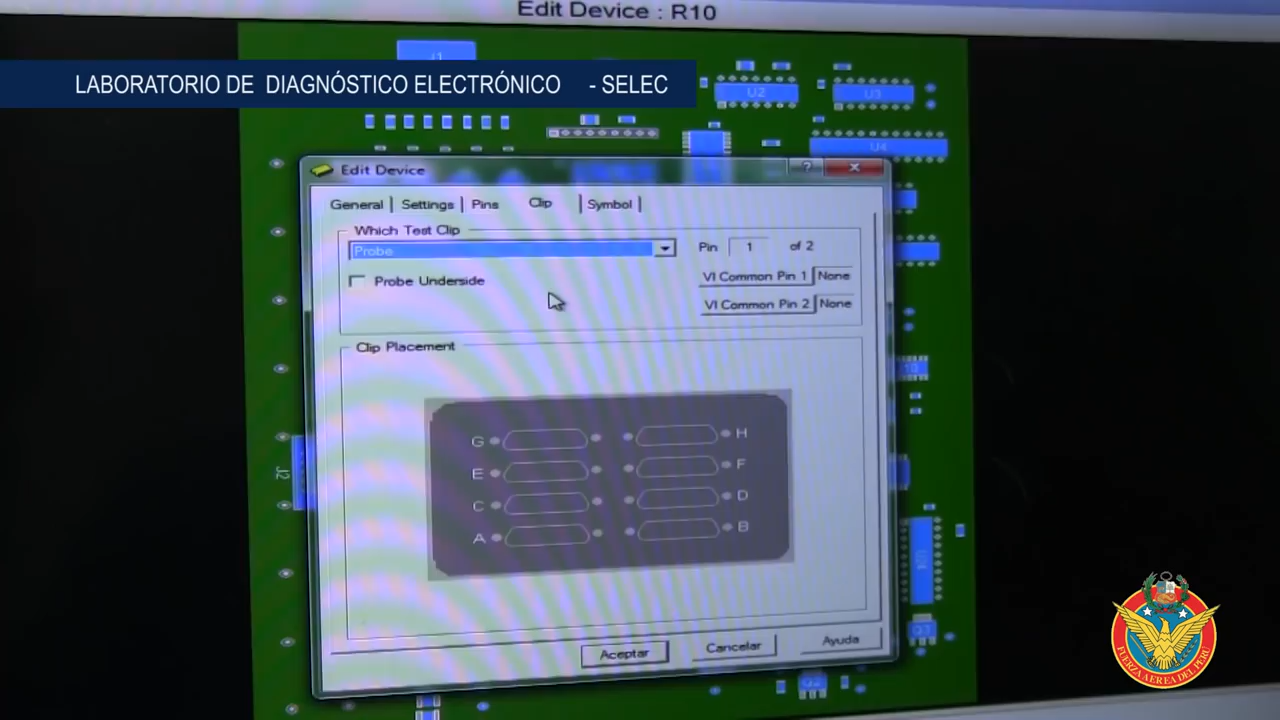 Edit Device : R10
J1
LABORATORIO DE DIAGNÓSTICO ELECTRÓNICO - SELEC
U2
U3
U4
Edit Device
General Settings Pins Clip Symbol
Which Test Clip
Probe
Pin 1 of 2
Probe Underside
VI Common Pin 1 None
VI Common Pin 2 None
Clip Placement
G H
E F
C D
A B
J2
Aceptar Cancelar Ayuda
FUERZA AEREA DEL PERU